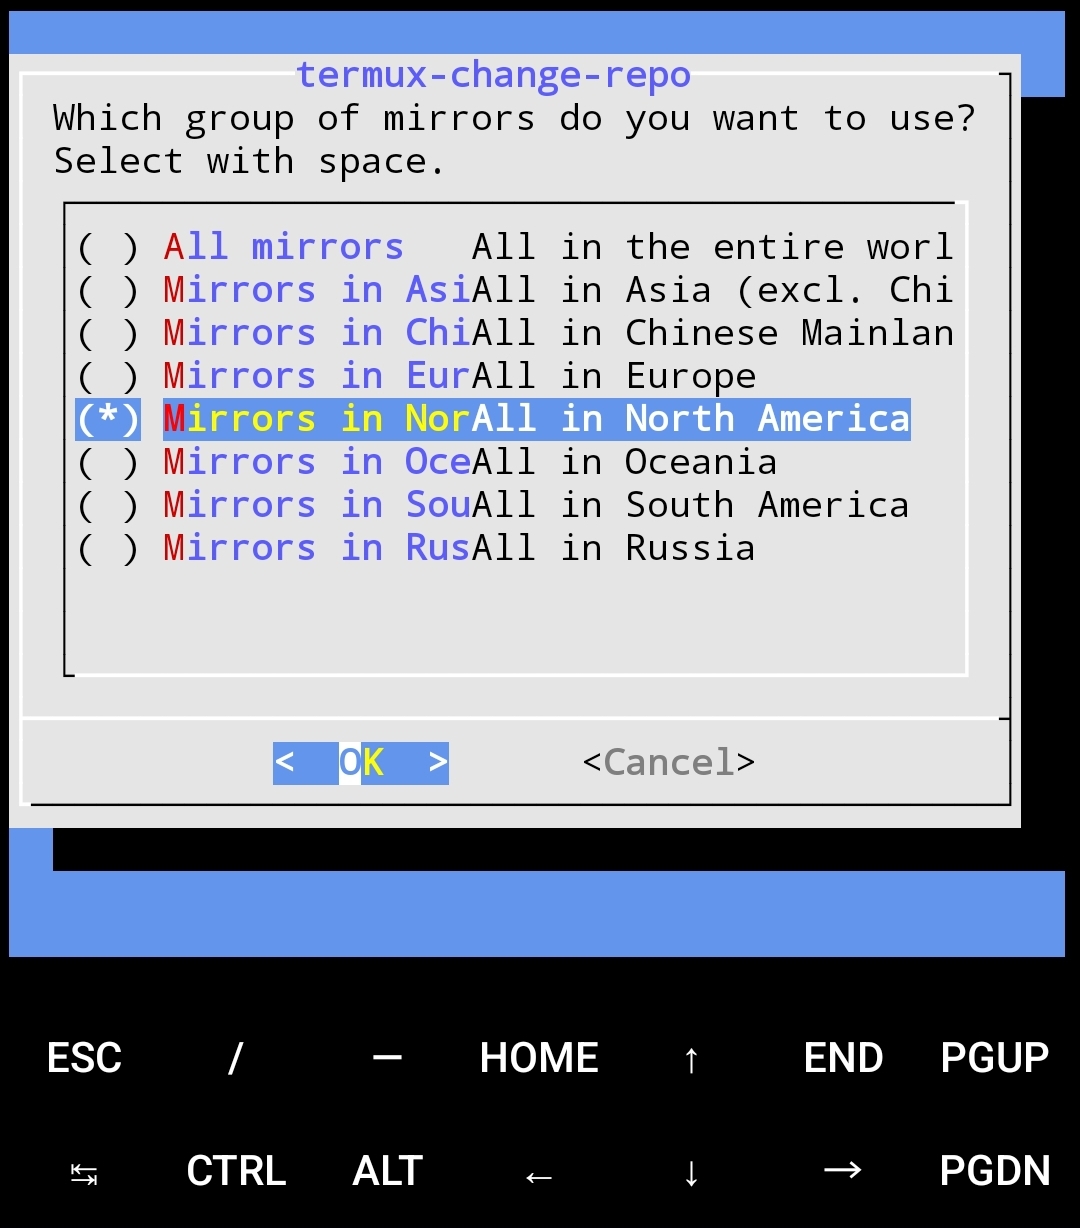 termux-change-repo
Which group of mirrors do you want to use?
Select with space.
( ) All mirrors   All in the entire worl
( ) Mirrors in AsiAll in Asia (excl. Chi
( ) Mirrors in ChiAll in Chinese Mainlan
( ) Mirrors in EurAll in Europe
(*) Mirrors in NorAll in North America
( ) Mirrors in OceAll in Oceania
( ) Mirrors in SouAll in South America
( ) Mirrors in RusAll in Russia
<  OK  > <Cancel>
ESC / — HOME ↑ END PGUP
↹ CTRL ALT ← ↓ → PGDN